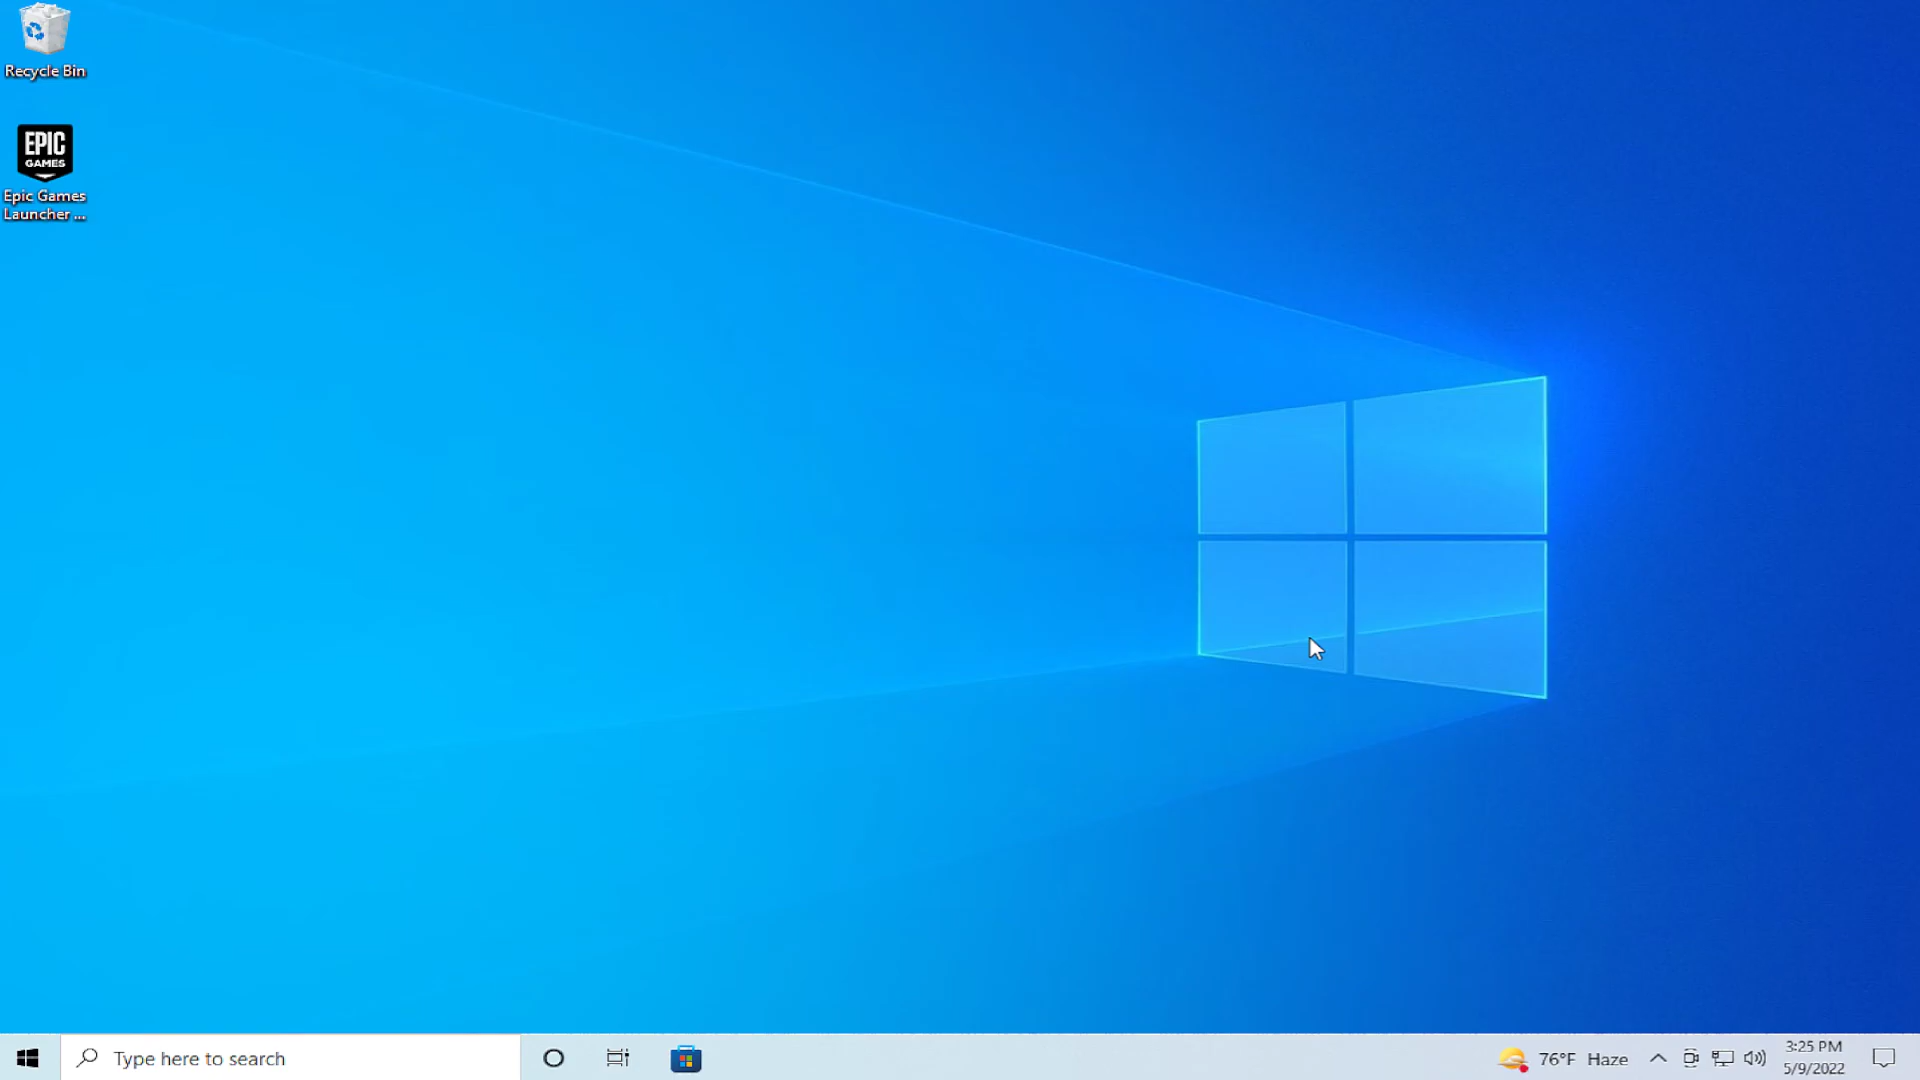 Recycle Bin
EPIC
GAMES
Epic Games
Launcher ...
Type here to search
76°F Haze
3:25 PM
5/9/2022